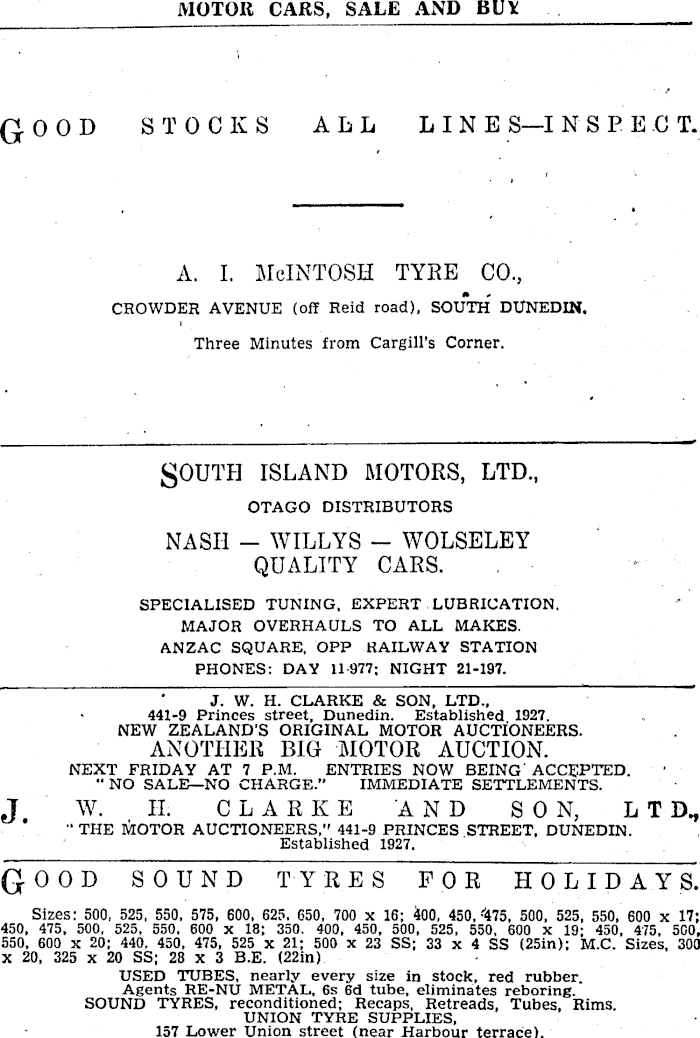 MOTOR CARS, SALE AND BUY
GOOD STOCKS ALL LINES—INSPECT.
A. I. McINTOSH TYRE CO.,
CROWDER AVENUE (off Reid road), SOUTH DUNEDIN.
Three Minutes from Cargill's Corner.
SOUTH ISLAND MOTORS, LTD.,
OTAGO DISTRIBUTORS
NASH — WILLYS — WOLSELEY
QUALITY CARS.
SPECIALISED TUNING, EXPERT LUBRICATION.
MAJOR OVERHAULS TO ALL MAKES.
ANZAC SQUARE, OPP RAILWAY STATION
PHONES: DAY 11-977; NIGHT 21-197.
J. W. H. CLARKE & SON, LTD.,
441-9 Princes street, Dunedin. Established 1927.
NEW ZEALAND'S ORIGINAL MOTOR AUCTIONEERS.
ANOTHER BIG MOTOR AUCTION.
NEXT FRIDAY AT 7 P.M. ENTRIES NOW BEING ACCEPTED.
"NO SALE—NO CHARGE." IMMEDIATE SETTLEMENTS.
J. W. H. CLARKE AND SON, LTD.,
"THE MOTOR AUCTIONEERS," 441-9 PRINCES STREET, DUNEDIN.
Established 1927.
GOOD SOUND TYRES FOR HOLIDAYS.
Sizes: 500, 525, 550, 575, 600, 625, 650, 700 x 16; 400, 450, 475, 500, 525, 550, 600 x 17;
450, 475, 500, 525, 550, 600 x 18; 350. 400, 450, 500, 525, 550, 600 x 19; 450, 475, 500,
550, 600 x 20; 440, 450, 475, 525 x 21; 500 x 23 SS; 33 x 4 SS (25in); M.C. Sizes, 300
x 20, 325 x 20 SS; 28 x 3 B.E. (22in)
USED TUBES, nearly every size in stock, red rubber.
Agents RE-NU METAL, 6s 6d tube, eliminates reboring.
SOUND TYRES, reconditioned; Recaps, Retreads, Tubes, Rims.
UNION TYRE SUPPLIES,
157 Lower Union street (near Harbour terrace).